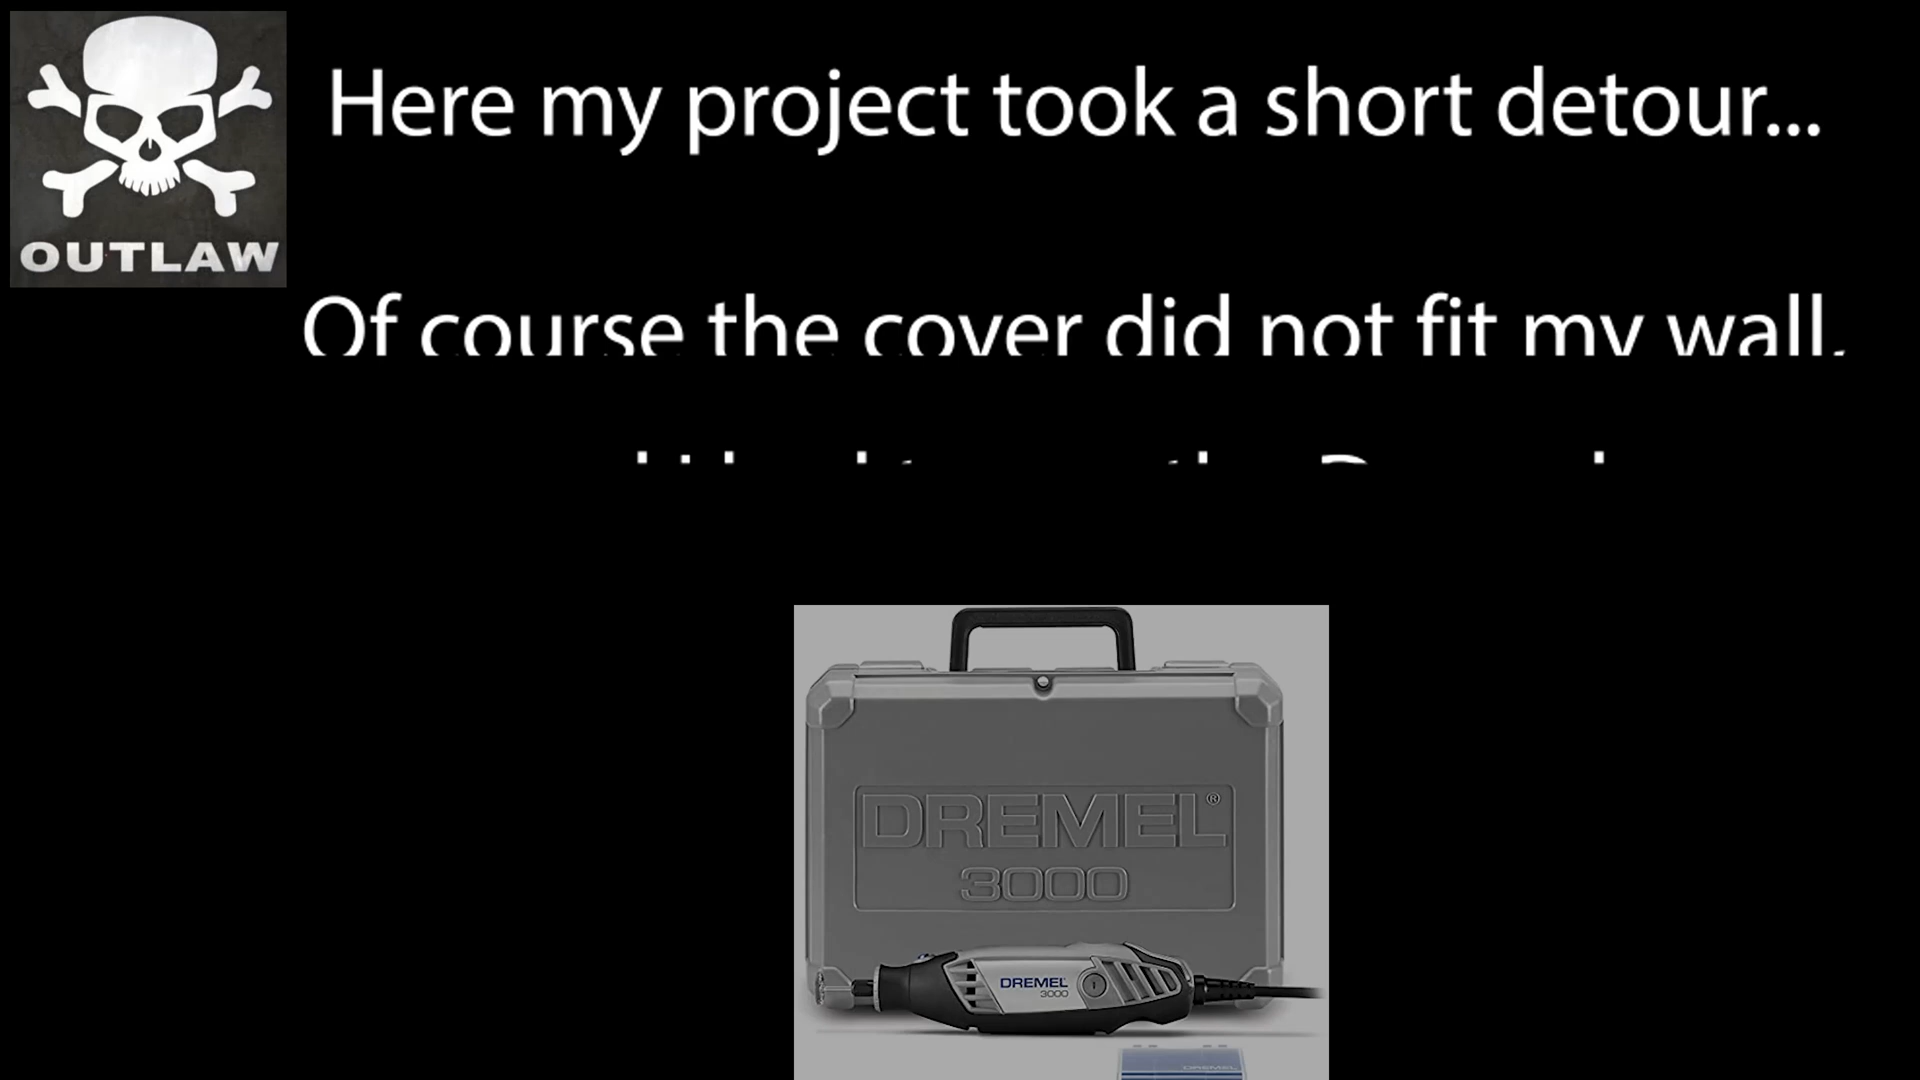 Here my project took a short detour...
OUTLAW
Of course the cover did not fit my wall,
DREMEL®
3000
DREMEL
3000
DREMEL